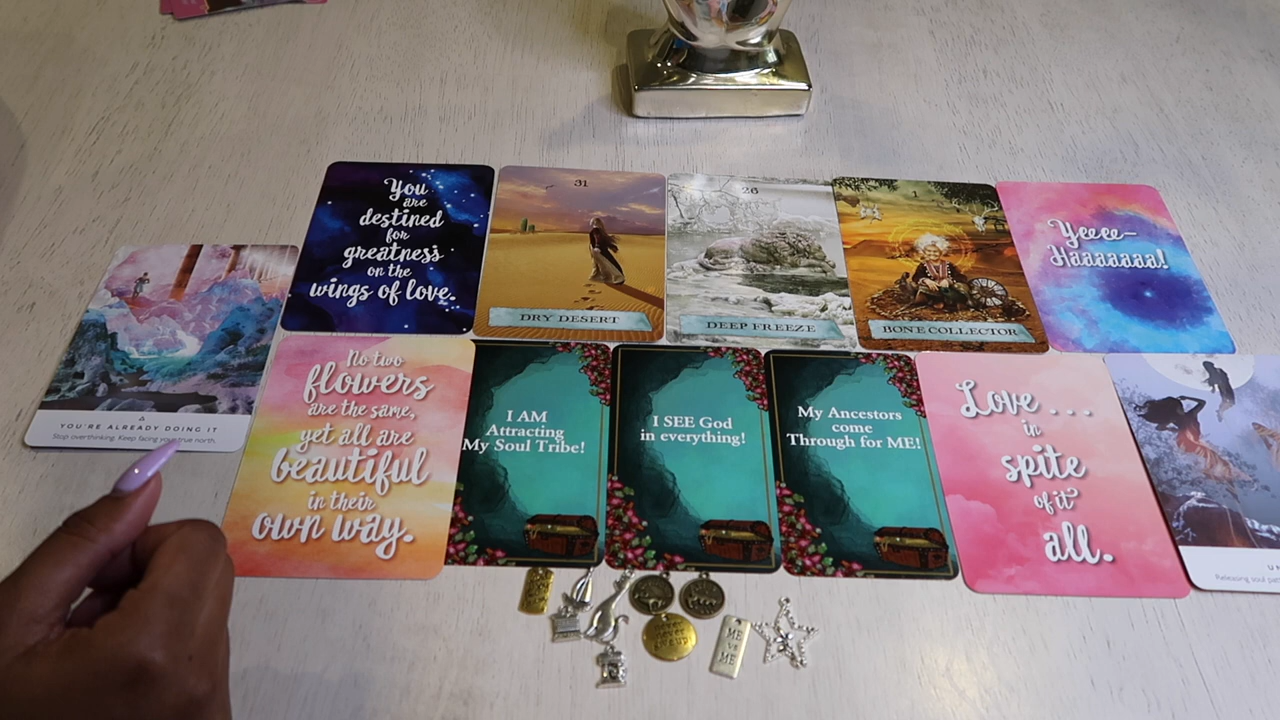 You
are
destined
for
greatness
on the
wings of love.
31
DRY DESERT
26
DEEP FREEZE
1
BONE COLLECTOR
Yeeee-
Haaaaaaa!
YOU'RE ALREADY DOING IT
Stop overthinking. Keep facing your true north.
No two
flowers
are the same,
yet all are
beautiful
in their
own way.
I AM
Attracting
My Soul Tribe!
I SEE God
in everything!
My Ancestors
come
Through for ME!
Love ...
in
spite
of it
all.
Releasing soul
never
ME
vs
ME